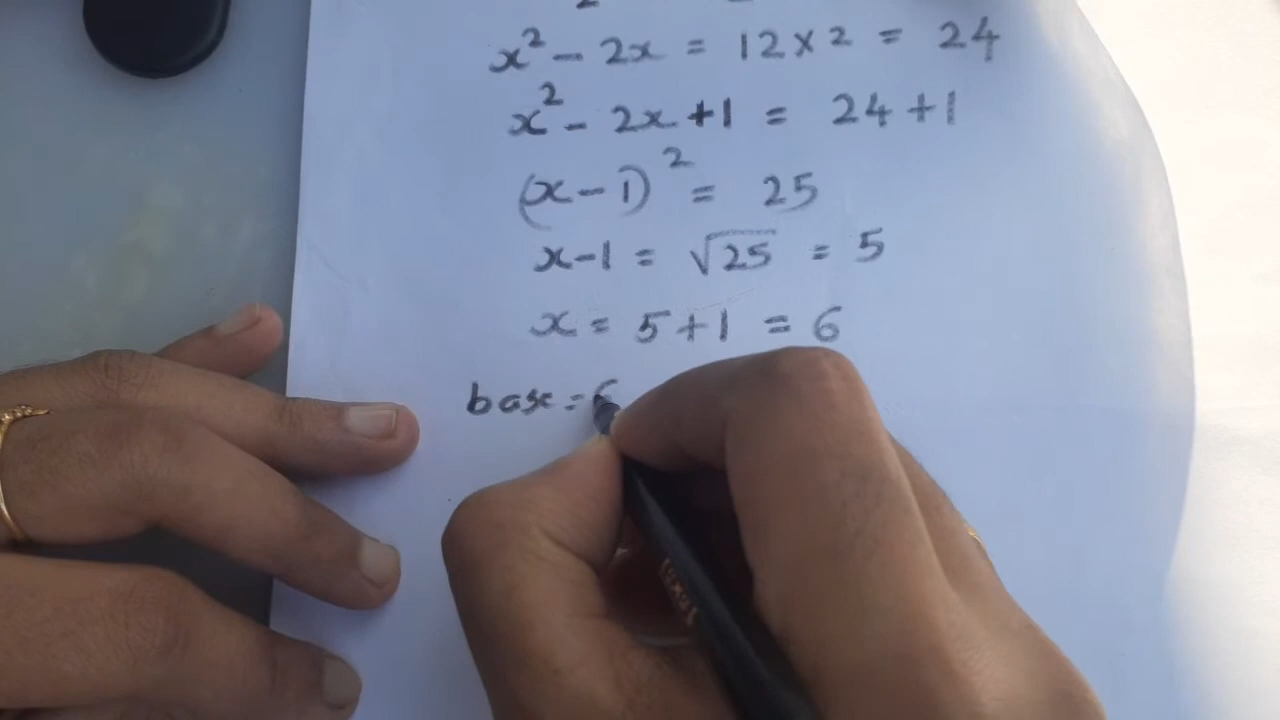 x² - 2x = 12 × 2 = 24
x² - 2x + 1 = 24 + 1
(x - 1)² = 25
x - 1 = √25 = 5
x = 5 + 1 = 6
base = 6